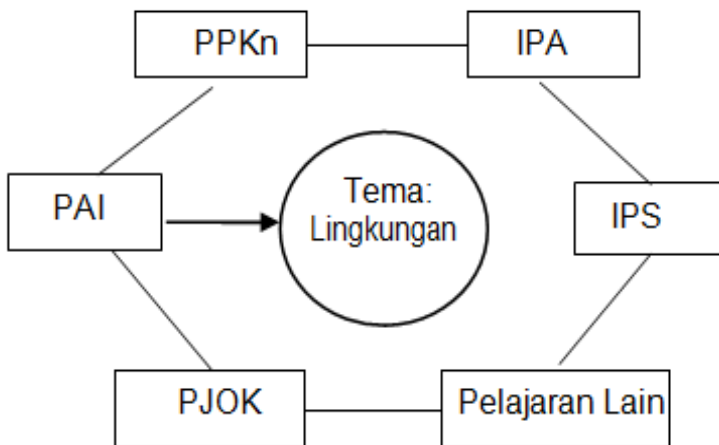 PPKn
IPA
PAI
Tema:
Lingkungan
IPS
PJOK
Pelajaran Lain